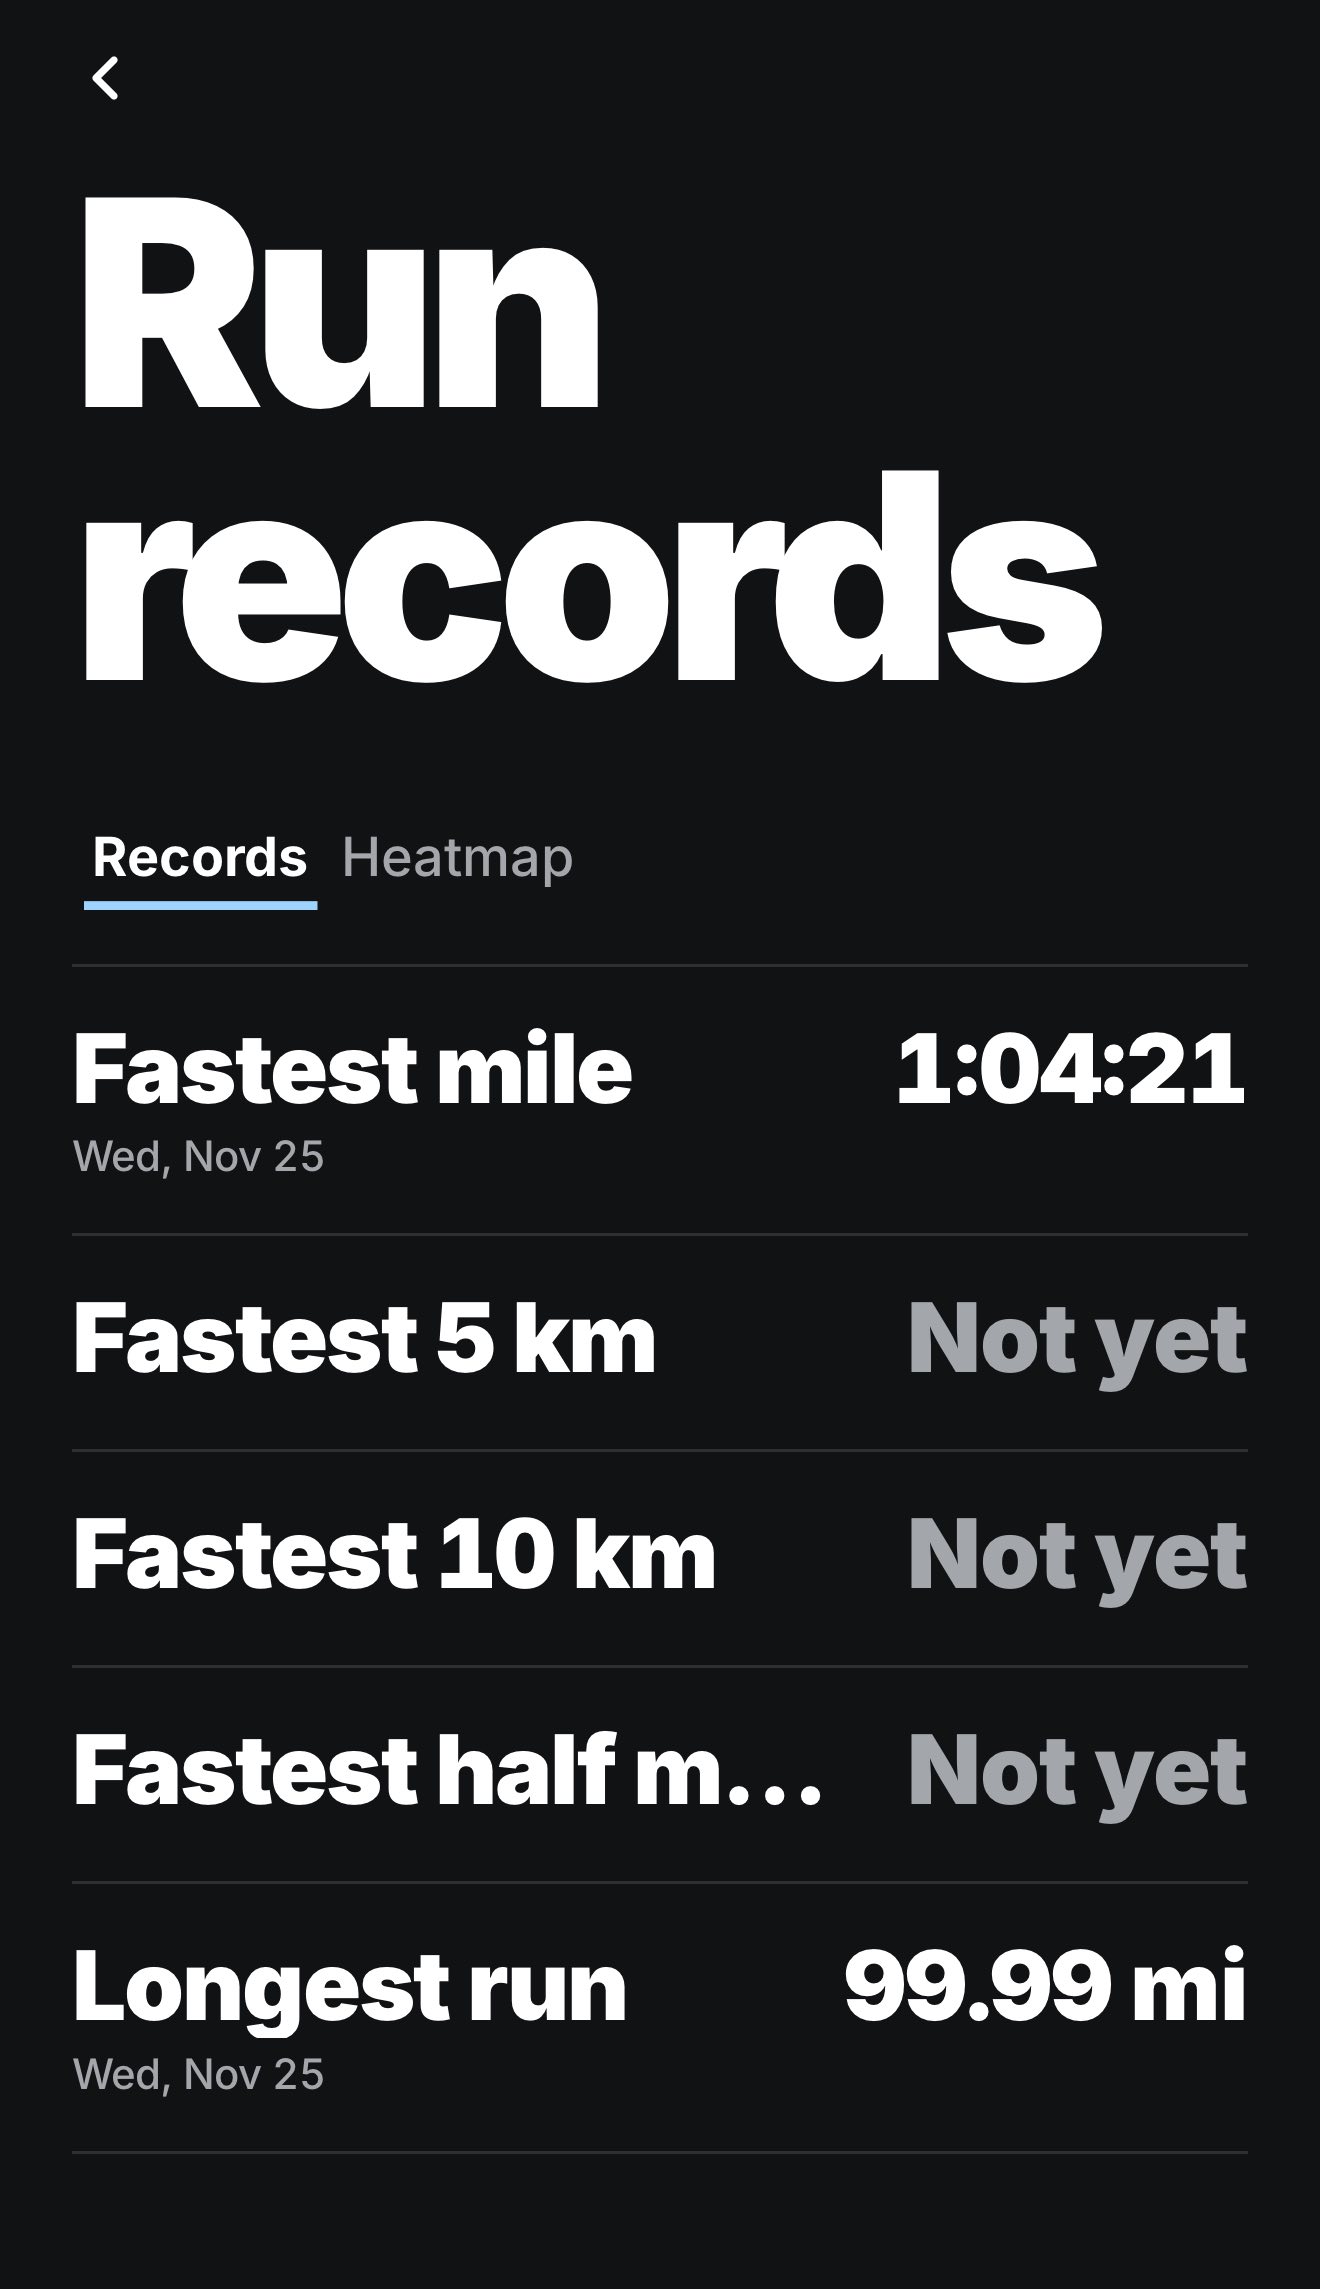 Run
records
Records Heatmap
Fastest mile 1:04:21
Wed, Nov 25
Fastest 5 km Not yet
Fastest 10 km Not yet
Fastest half m... Not yet
Longest run 99.99 mi
Wed, Nov 25